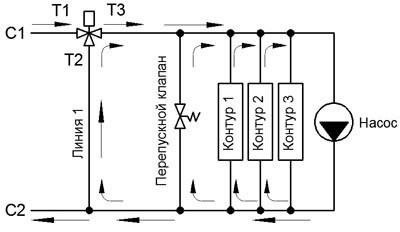 T1
T3
C1
T2
Линия 1
Перепускной клапан
Контур 1
Контур 2
Контур 3
Насос
C2